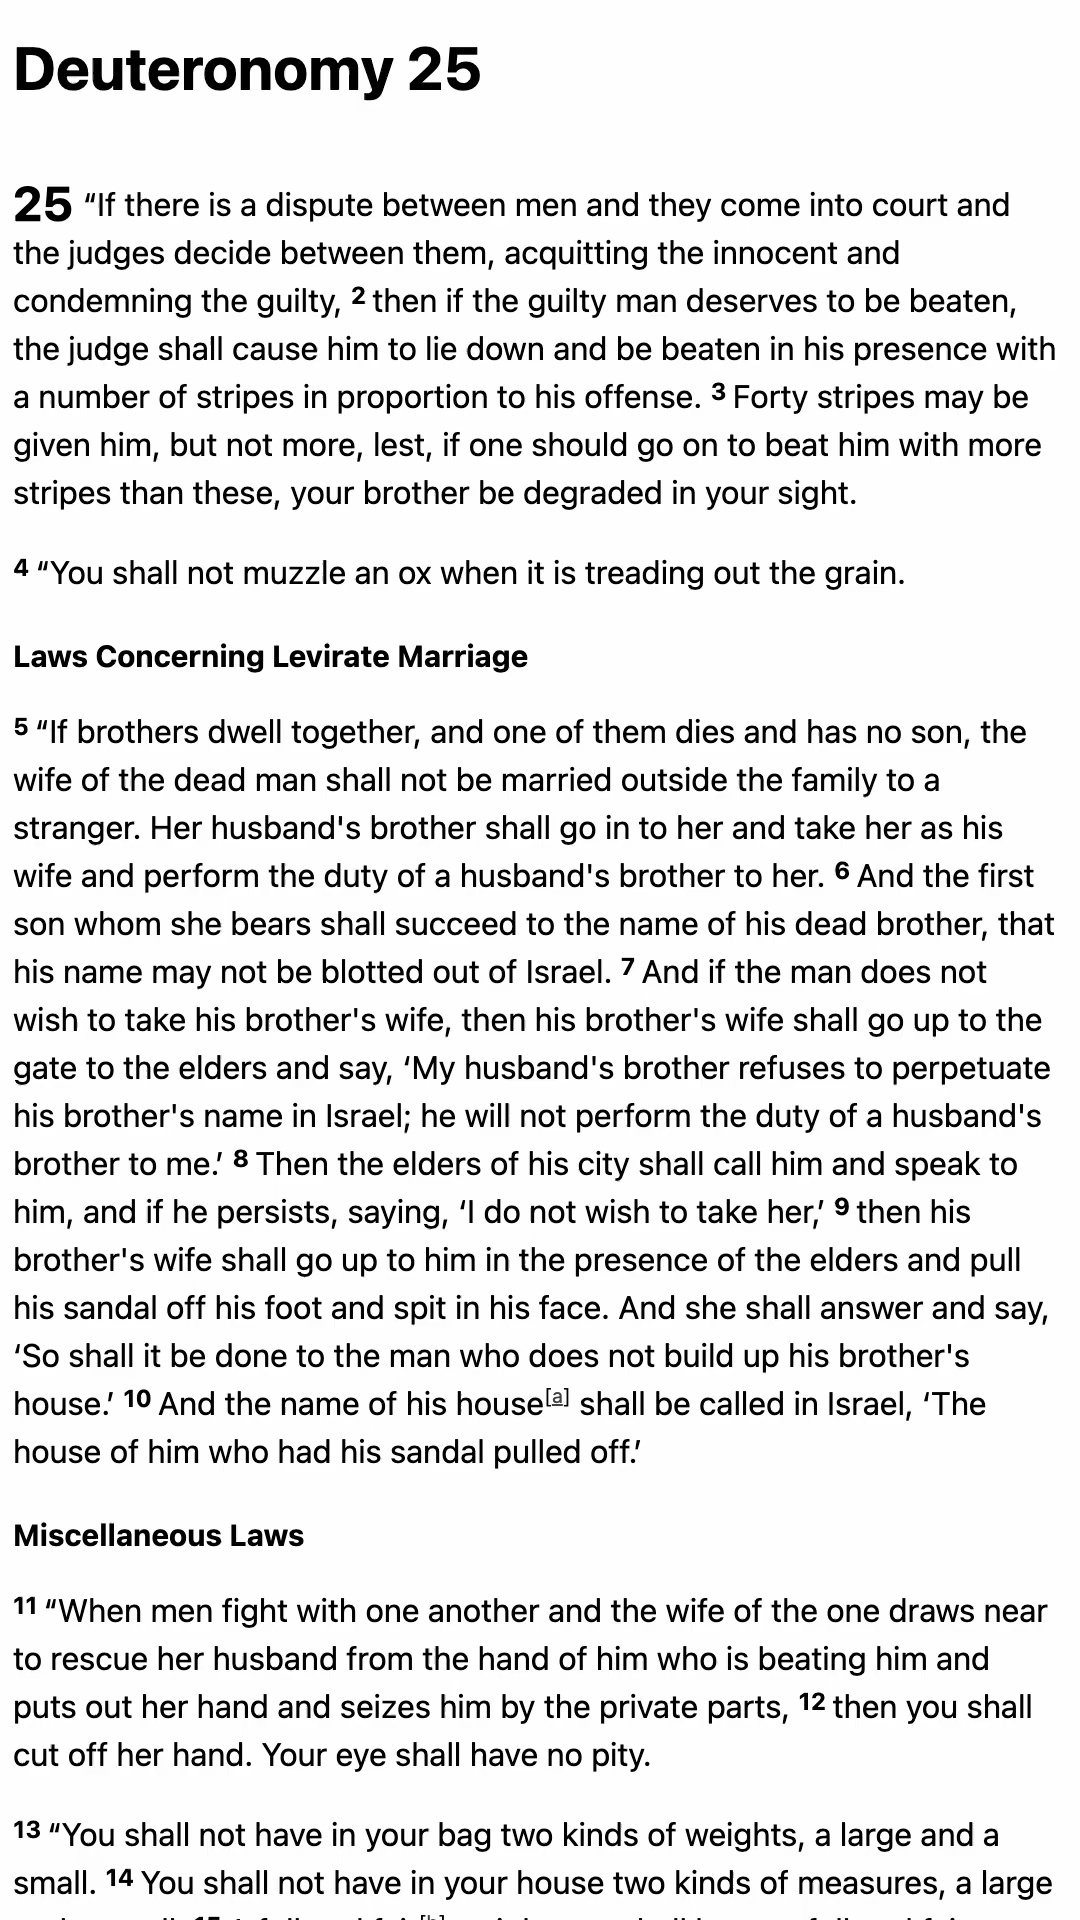 Deuteronomy 25
25 “If there is a dispute between men and they come into court and
the judges decide between them, acquitting the innocent and
condemning the guilty, 2 then if the guilty man deserves to be beaten,
the judge shall cause him to lie down and be beaten in his presence with
a number of stripes in proportion to his offense. 3 Forty stripes may be
given him, but not more, lest, if one should go on to beat him with more
stripes than these, your brother be degraded in your sight.
4 “You shall not muzzle an ox when it is treading out the grain.
Laws Concerning Levirate Marriage
5 “If brothers dwell together, and one of them dies and has no son, the
wife of the dead man shall not be married outside the family to a
stranger. Her husband's brother shall go in to her and take her as his
wife and perform the duty of a husband's brother to her. 6 And the first
son whom she bears shall succeed to the name of his dead brother, that
his name may not be blotted out of Israel. 7 And if the man does not
wish to take his brother's wife, then his brother's wife shall go up to the
gate to the elders and say, ‘My husband's brother refuses to perpetuate
his brother's name in Israel; he will not perform the duty of a husband's
brother to me.’ 8 Then the elders of his city shall call him and speak to
him, and if he persists, saying, ‘I do not wish to take her,’ 9 then his
brother's wife shall go up to him in the presence of the elders and pull
his sandal off his foot and spit in his face. And she shall answer and say,
‘So shall it be done to the man who does not build up his brother's
house.’ 10 And the name of his house[a] shall be called in Israel, ‘The
house of him who had his sandal pulled off.’
Miscellaneous Laws
11 “When men fight with one another and the wife of the one draws near
to rescue her husband from the hand of him who is beating him and
puts out her hand and seizes him by the private parts, 12 then you shall
cut off her hand. Your eye shall have no pity.
13 “You shall not have in your bag two kinds of weights, a large and a
small. 14 You shall not have in your house two kinds of measures, a large